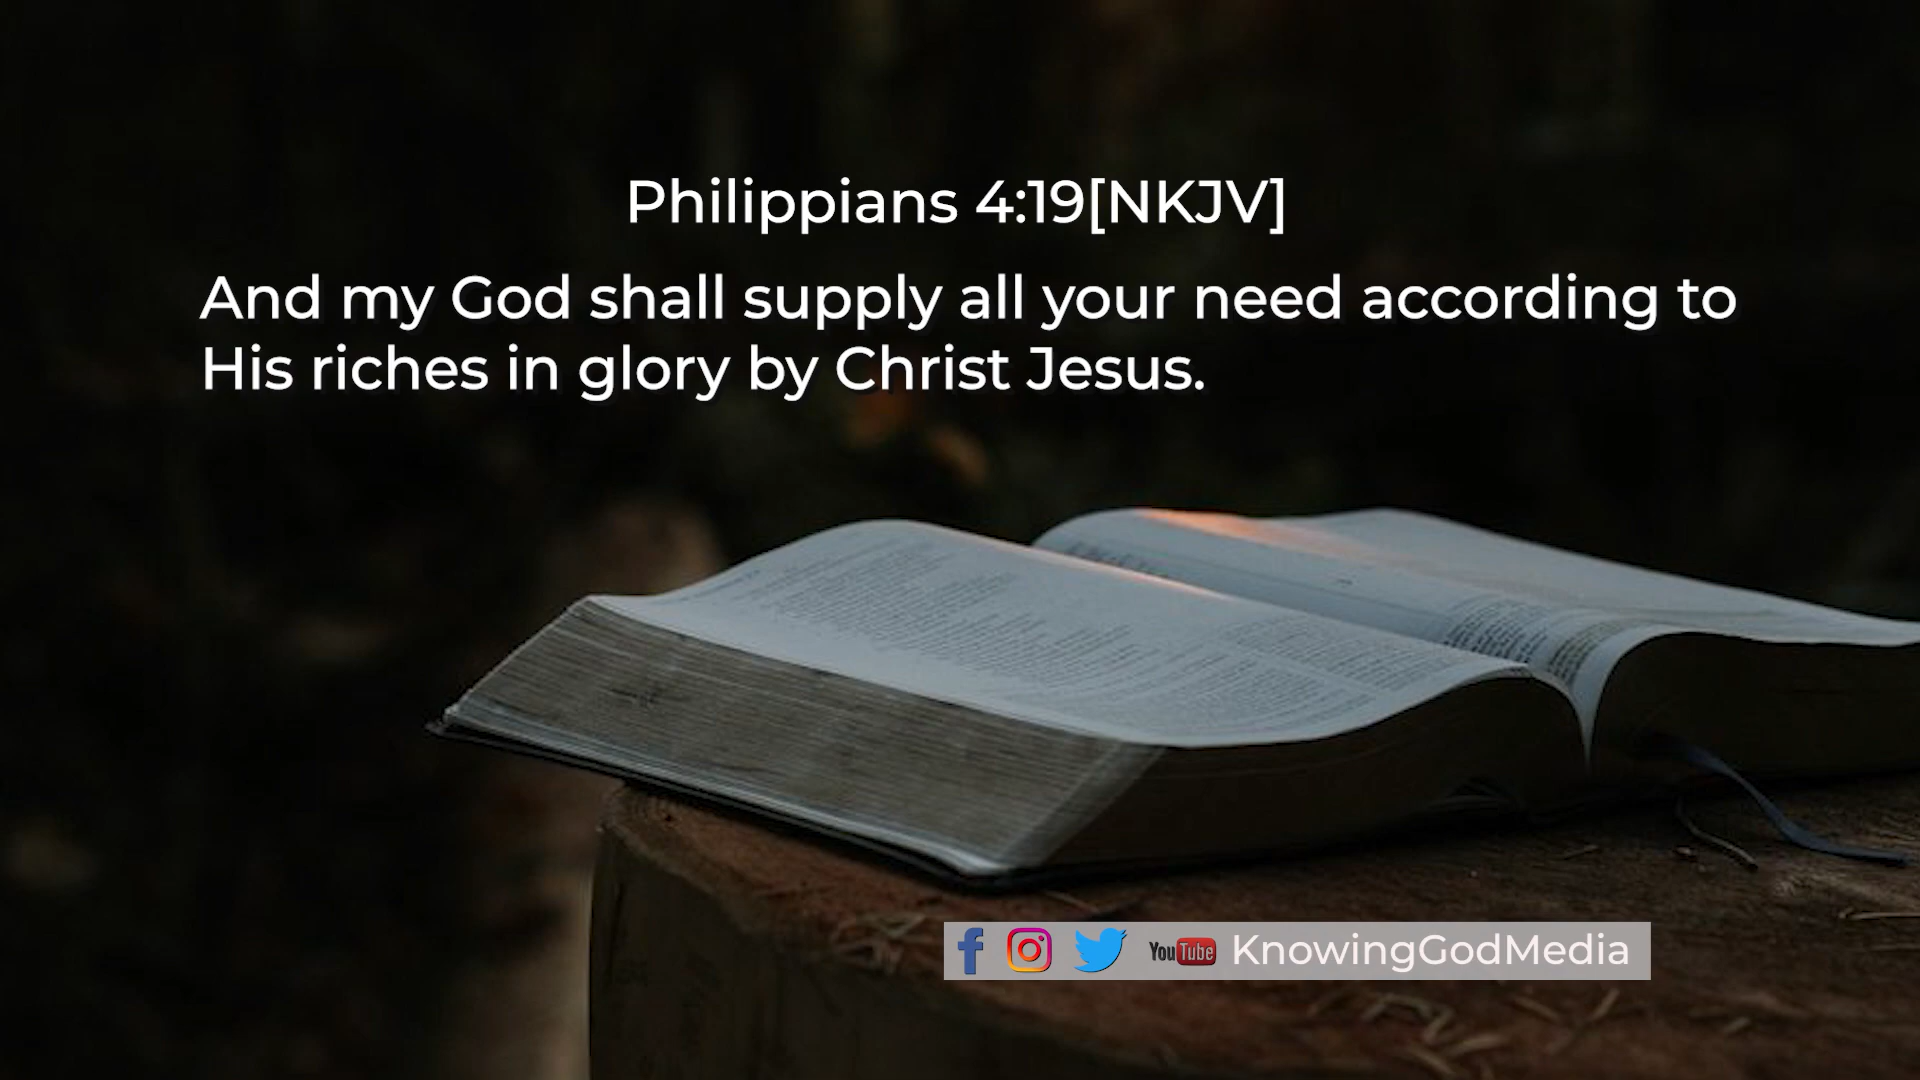 Philippians 4:19[NKJV]
And my God shall supply all your need according to
His riches in glory by Christ Jesus.
YouTube KnowingGodMedia